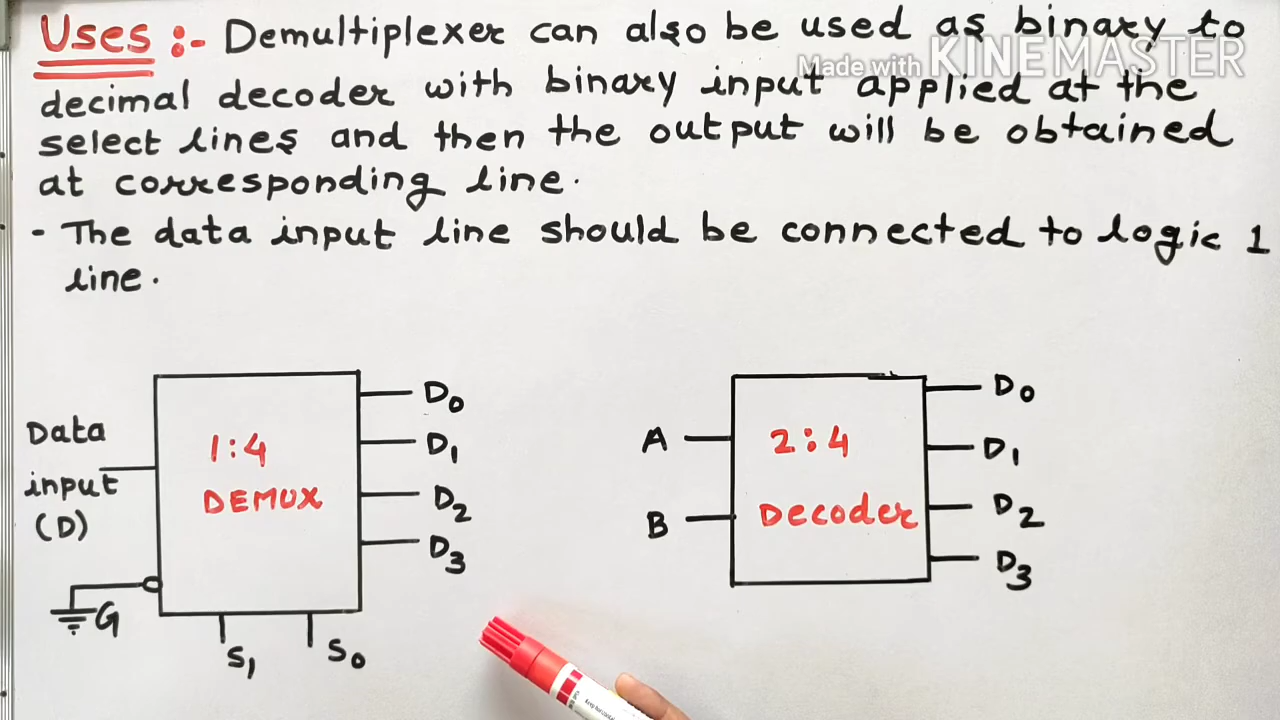 Uses :- Demultiplexer can also be used as binary to
Made with KINEMASTER
decimal decoder with binary input applied at the
select lines and then the output will be obtained
at corresponding line.
- The data input line should be connected to logic 1
line.
Data
input
(D)
1:4
DEMUX
D0
D1
D2
D3
G
S1
S0
A
B
2:4
Decoder
D0
D1
D2
D3